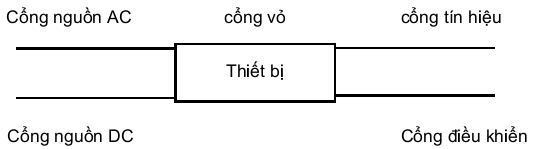 Cổng nguồn AC
cổng vỏ
cổng tín hiệu
Thiết bị
Cổng nguồn DC
Cổng điều khiển